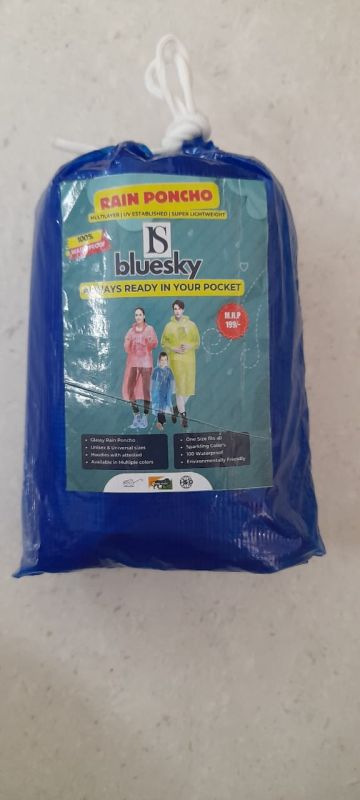 RAIN PONCHO
MULTILAYER | UV ESTABLISHED | SUPER LIGHTWEIGHT
100%
WATERPROOF
BS
bluesky
ALWAYS READY IN YOUR POCKET
M.R.P
199/-
• Glossy Rain Poncho
• Unisex & Universal sizes
• Hoodies with attested
• Available in Multiple colors
• One Size fits all
• Sparkling Colors
• 100 Waterproof
• Environmentally Friendly